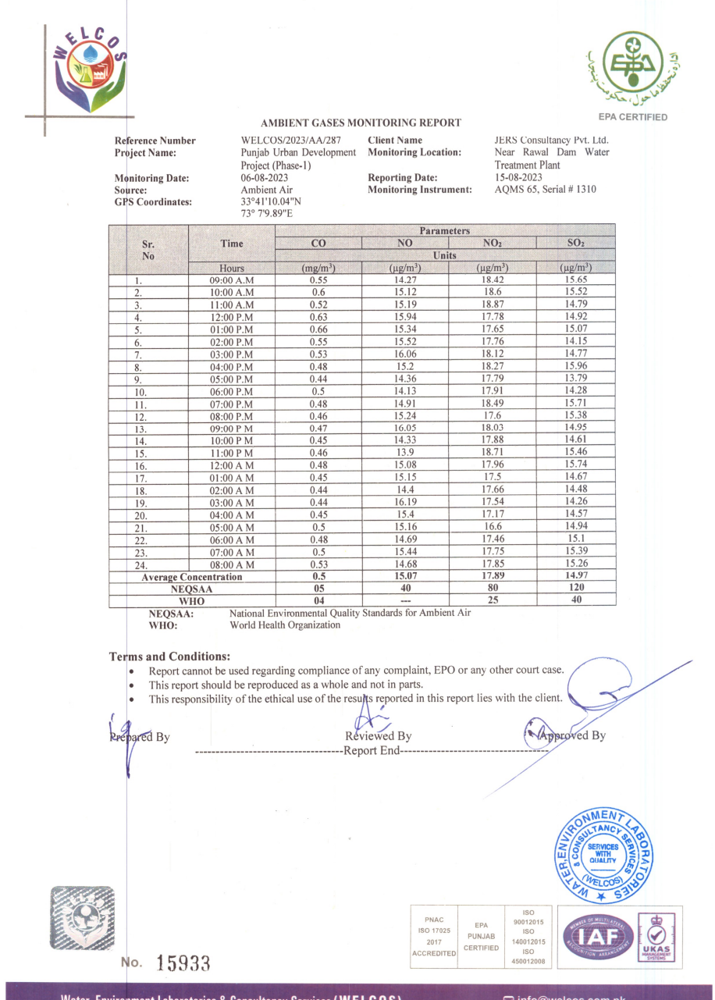 WELCOS
EPA
ادارہ تحفظ ماحول، حکومت پنجاب
EPA CERTIFIED
AMBIENT GASES MONITORING REPORT
Reference Number WELCOS/2023/AA/287 Client Name JERS Consultancy Pvt. Ltd.
Project Name: Punjab Urban Development Monitoring Location: Near Rawal Dam Water
Project (Phase-1) Treatment Plant
Monitoring Date: 06-08-2023 Reporting Date: 15-08-2023
Source: Ambient Air Monitoring Instrument: AQMS 65, Serial # 1310
GPS Coordinates: 33°41'10.04"N
73° 7'9.89"E
Parameters
Sr. No Time CO NO NO₂ SO₂
Units
Hours (mg/m³) (µg/m³) (µg/m³) (µg/m³)
1. 09:00 A.M 0.55 14.27 18.42 15.65
2. 10:00 A.M 0.6 15.12 18.6 15.52
3. 11:00 A.M 0.52 15.19 18.87 14.79
4. 12:00 P.M 0.63 15.94 17.78 14.92
5. 01:00 P.M 0.66 15.34 17.65 15.07
6. 02:00 P.M 0.55 15.52 17.76 14.15
7. 03:00 P.M 0.53 16.06 18.12 14.77
8. 04:00 P.M 0.48 15.2 18.27 15.96
9. 05:00 P.M 0.44 14.36 17.79 13.79
10. 06:00 P.M 0.5 14.13 17.91 14.28
11. 07:00 P.M 0.48 14.91 18.49 15.71
12. 08:00 P.M 0.46 15.24 17.6 15.38
13. 09:00 P M 0.47 16.05 18.03 14.95
14. 10:00 P M 0.45 14.33 17.88 14.61
15. 11:00 P M 0.46 13.9 18.71 15.46
16. 12:00 A M 0.48 15.08 17.96 15.74
17. 01:00 A M 0.45 15.15 17.5 14.67
18. 02:00 A M 0.44 14.4 17.66 14.48
19. 03:00 A M 0.44 16.19 17.54 14.26
20. 04:00 A M 0.45 15.4 17.17 14.57
21. 05:00 A M 0.5 15.16 16.6 14.94
22. 06:00 A M 0.48 14.69 17.46 15.1
23. 07:00 A M 0.5 15.44 17.75 15.39
24. 08:00 A M 0.53 14.68 17.85 15.26
Average Concentration 0.5 15.07 17.89 14.97
NEQSAA 05 40 80 120
WHO 04 --- 25 40
NEQSAA: National Environmental Quality Standards for Ambient Air
WHO: World Health Organization
Terms and Conditions:
• Report cannot be used regarding compliance of any complaint, EPO or any other court case.
• This report should be reproduced as a whole and not in parts.
• This responsibility of the ethical use of the results reported in this report lies with the client.
Prepared By Reviewed By Approved By
--------------------------------Report End--------------------------------
WATER, ENVIRONMENT LABORATORIES
& CONSULTANCY SERVICES
SERVICES
WITH
QUALITY
(WELCOS)
PNAC
ISO 17025
2017
ACCREDITED
EPA
PUNJAB
CERTIFIED
ISO
90012015
ISO
140012015
ISO
450012008
MEMBER OF MULTILATERAL
IAF
RECOGNITION ARRANGEMENT
UKAS
MANAGEMENT
SYSTEMS
No. 15933
Water, Environment Laboratories & Consultancy Services (WELCOS) info@welcos.com.pk